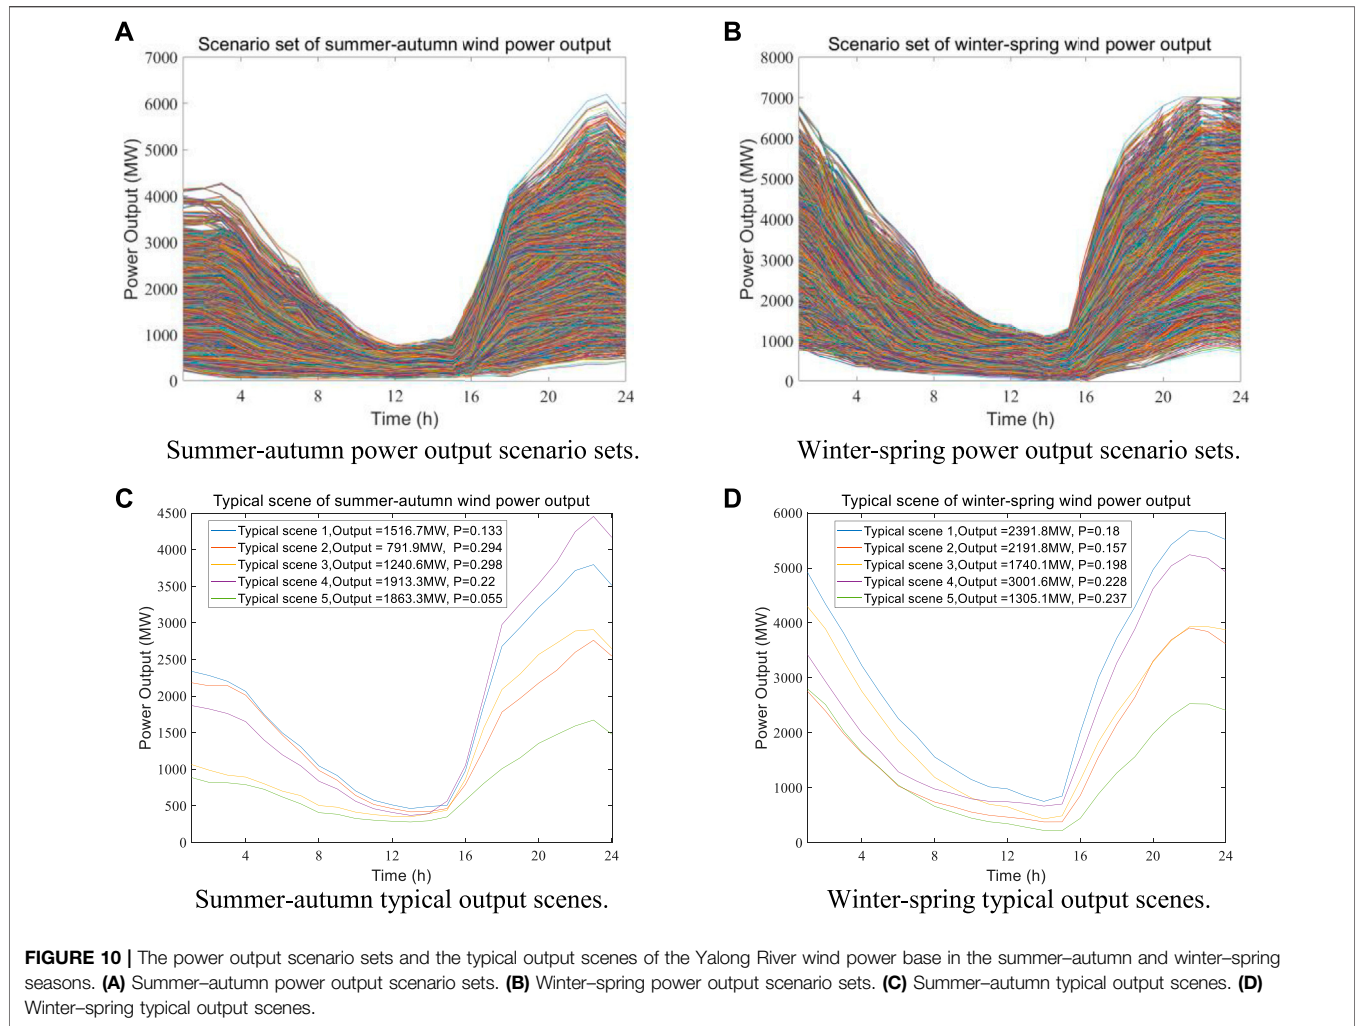 A
Scenario set of summer-autumn wind power output
7000
6000
5000
4000
3000
2000
1000
0
Power Output (MW)
4 8 12 16 20 24
Time (h)
Summer-autumn power output scenario sets.
B
Scenario set of winter-spring wind power output
8000
7000
6000
5000
4000
3000
2000
1000
0
Power Output (MW)
4 8 12 16 20 24
Time (h)
Winter-spring power output scenario sets.
C
Typical scene of summer-autumn wind power output
4500
4000
3500
3000
2500
2000
1500
1000
500
0
Power Output (MW)
Typical scene 1,Output =1516.7MW, P=0.133
Typical scene 2,Output = 791.9MW, P=0.294
Typical scene 3,Output =1240.6MW, P=0.298
Typical scene 4,Output =1913.3MW, P=0.22
Typical scene 5,Output =1863.3MW, P=0.055
4 8 12 16 20 24
Time (h)
Summer-autumn typical output scenes.
D
Typical scene of winter-spring wind power output
6000
5000
4000
3000
2000
1000
0
Power Output (MW)
Typical scene 1,Output =2391.8MW, P=0.18
Typical scene 2,Output =2191.8MW, P=0.157
Typical scene 3,Output =1740.1MW, P=0.198
Typical scene 4,Output =3001.6MW, P=0.228
Typical scene 5,Output =1305.1MW, P=0.237
4 8 12 16 20 24
Time (h)
Winter-spring typical output scenes.
FIGURE 10 | The power output scenario sets and the typical output scenes of the Yalong River wind power base in the summer–autumn and winter–spring
seasons. (A) Summer–autumn power output scenario sets. (B) Winter–spring power output scenario sets. (C) Summer–autumn typical output scenes. (D)
Winter–spring typical output scenes.